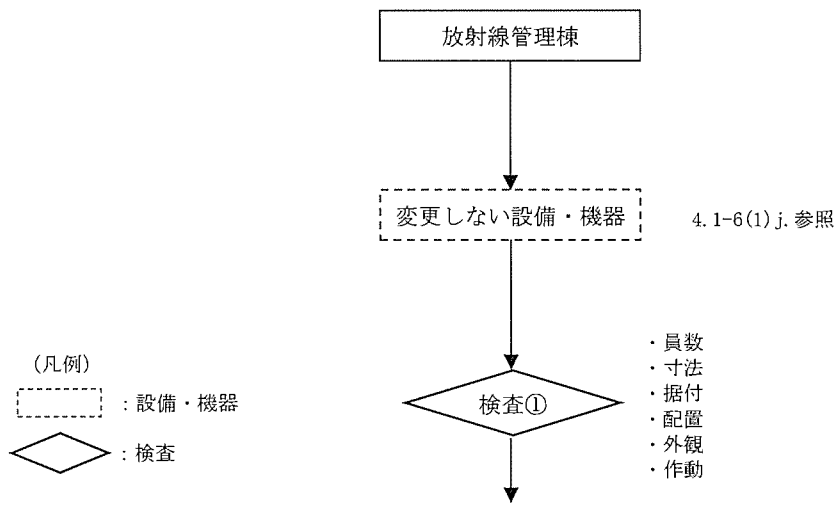 放射線管理棟
変更しない設備・機器
4.1-6(1)j.参照
検査①
・員数
・寸法
・据付
・配置
・外観
・作動
(凡例)
：設備・機器
：検査